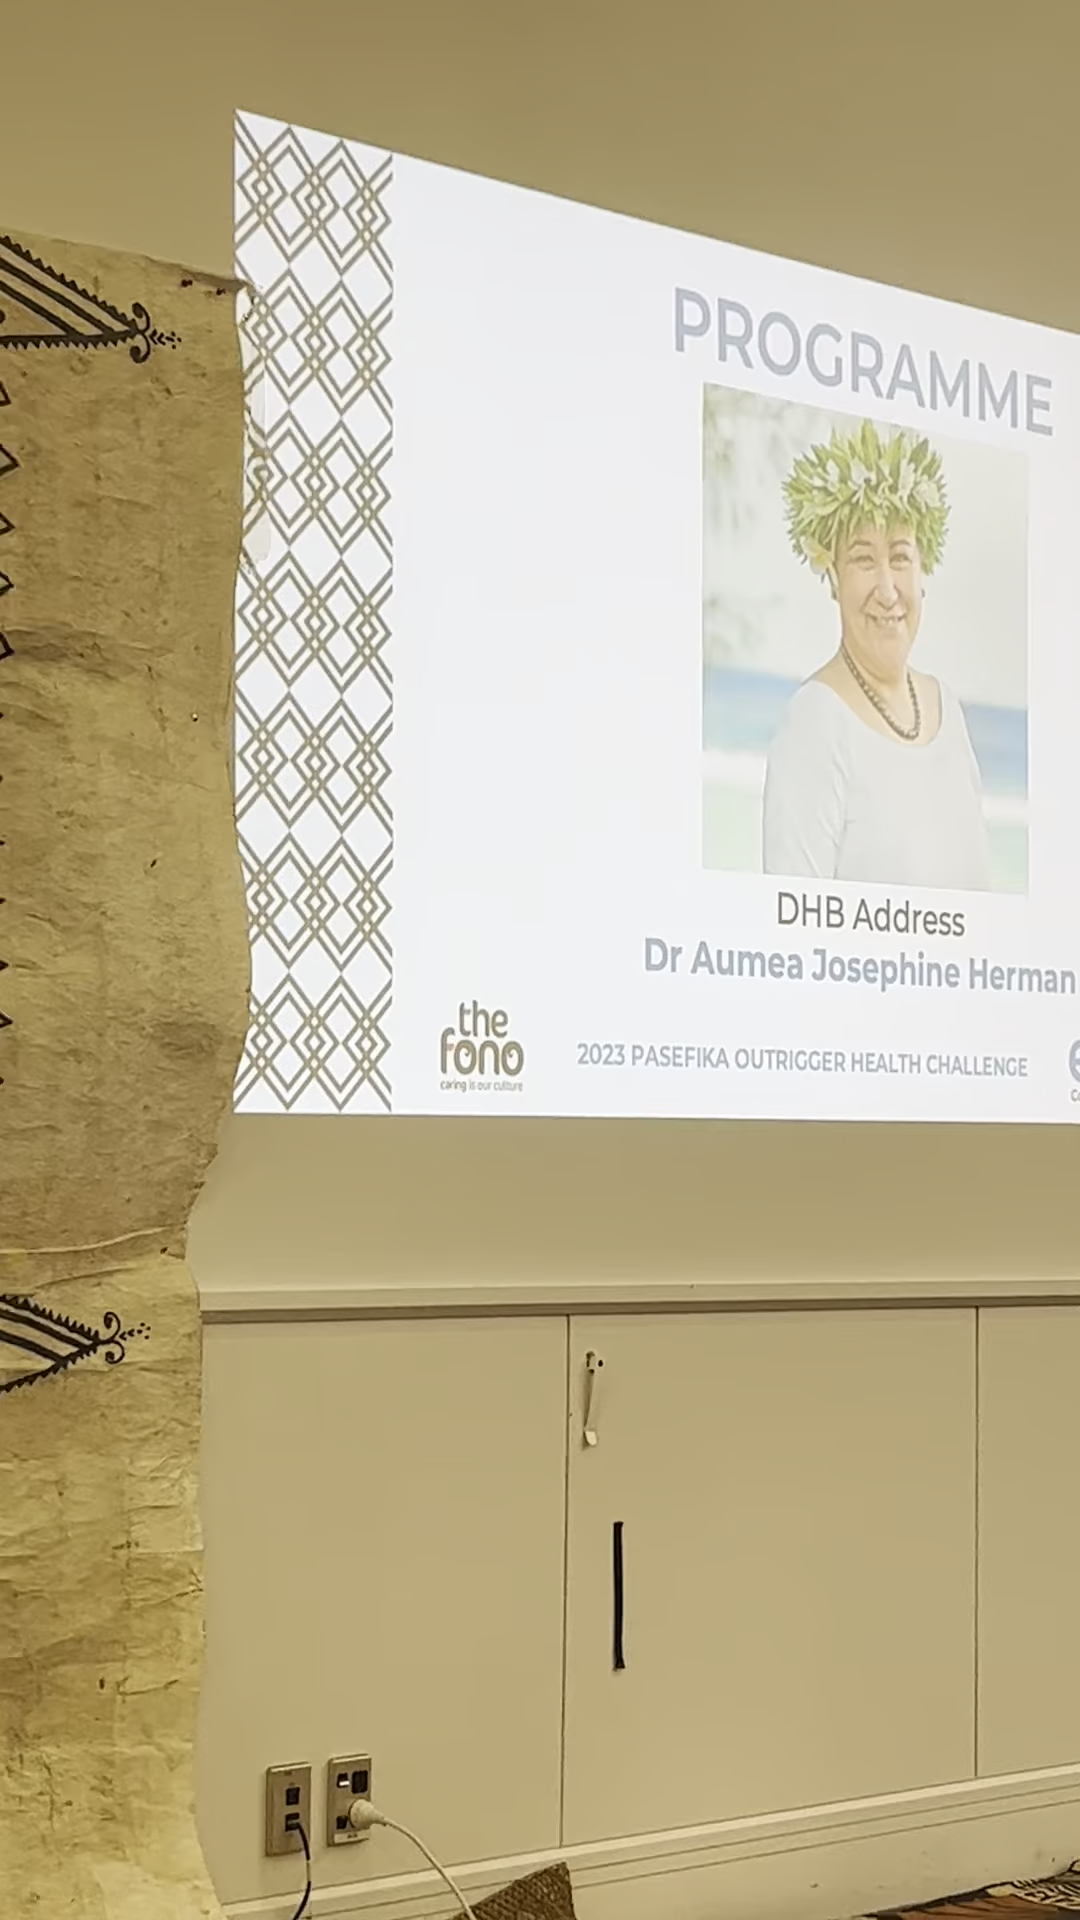 PROGRAMME
DHB Address
Dr Aumea Josephine Herman
the
fono
caring is our culture
2023 PASEFIKA OUTRIGGER HEALTH CHALLENGE